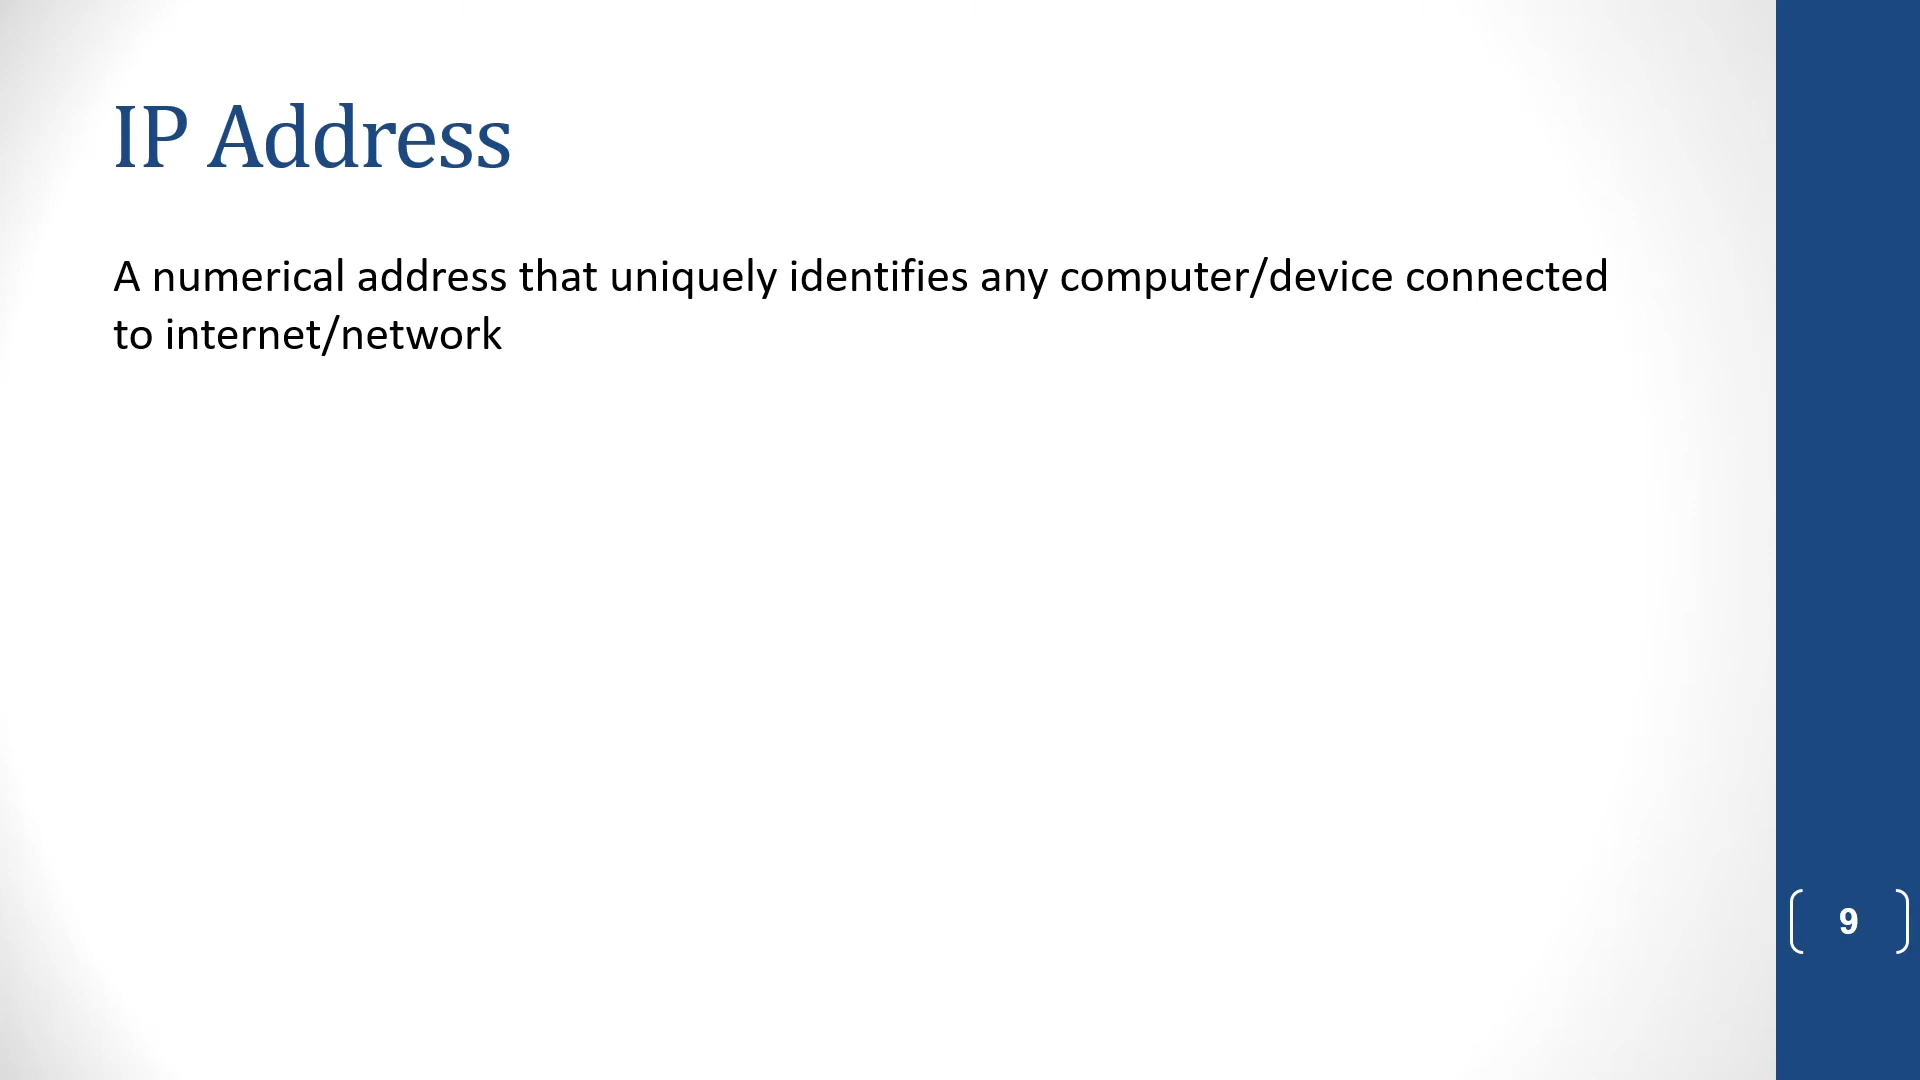 IP Address
A numerical address that uniquely identifies any computer/device connected
to internet/network
9